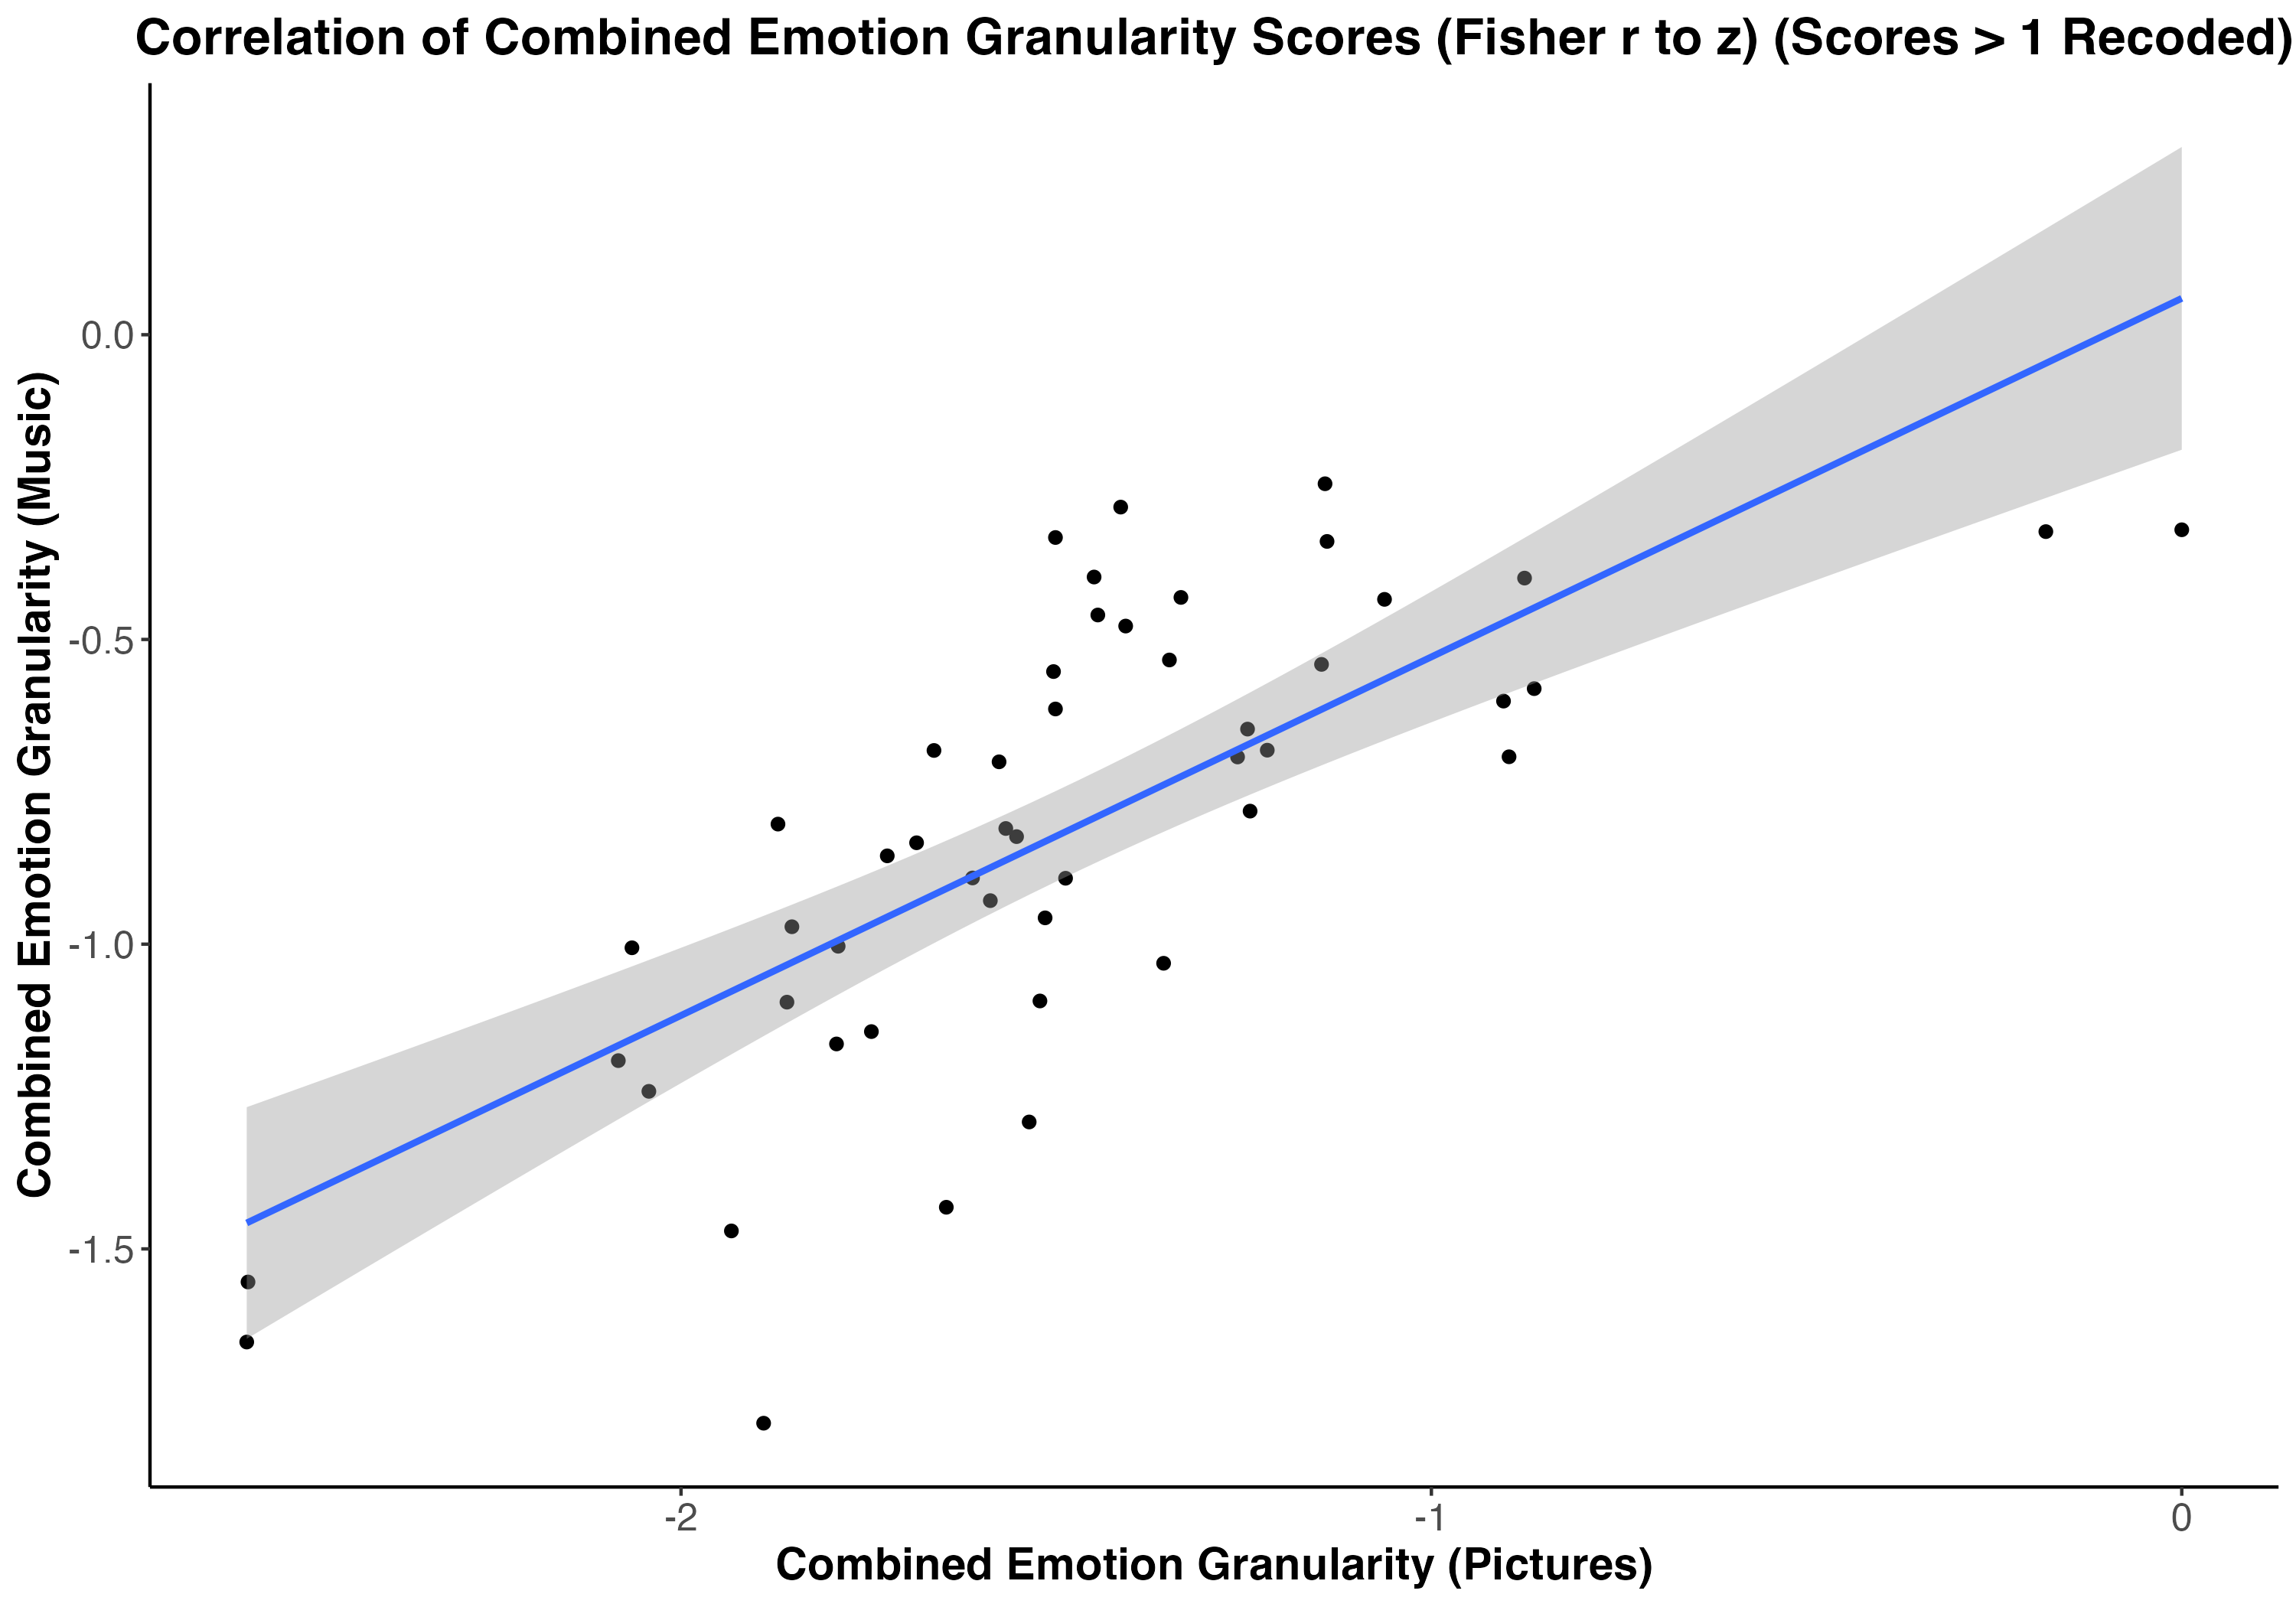 Correlation of Combined Emotion Granularity Scores (Fisher r to z) (Scores > 1 Recoded)
Combined Emotion Granularity (Music)
0.0
-0.5
-1.0
-1.5
-2
-1
0
Combined Emotion Granularity (Pictures)